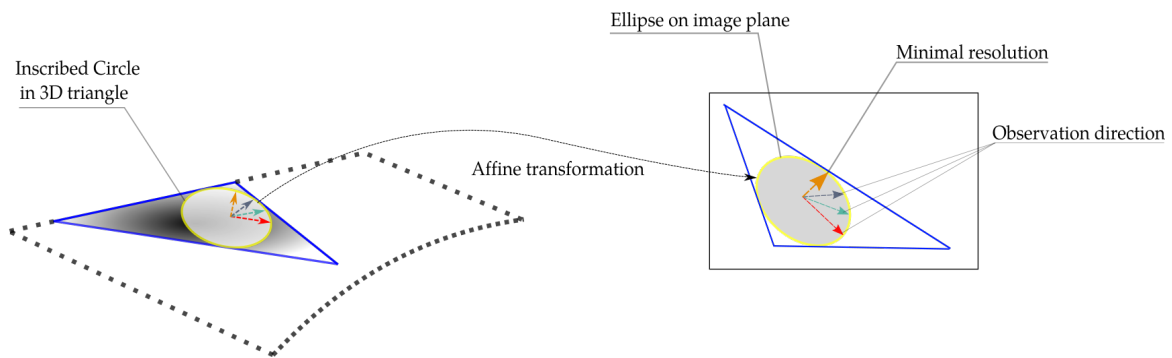 Inscribed Circle
in 3D triangle
Affine transformation
Ellipse on image plane
Minimal resolution
Observation direction